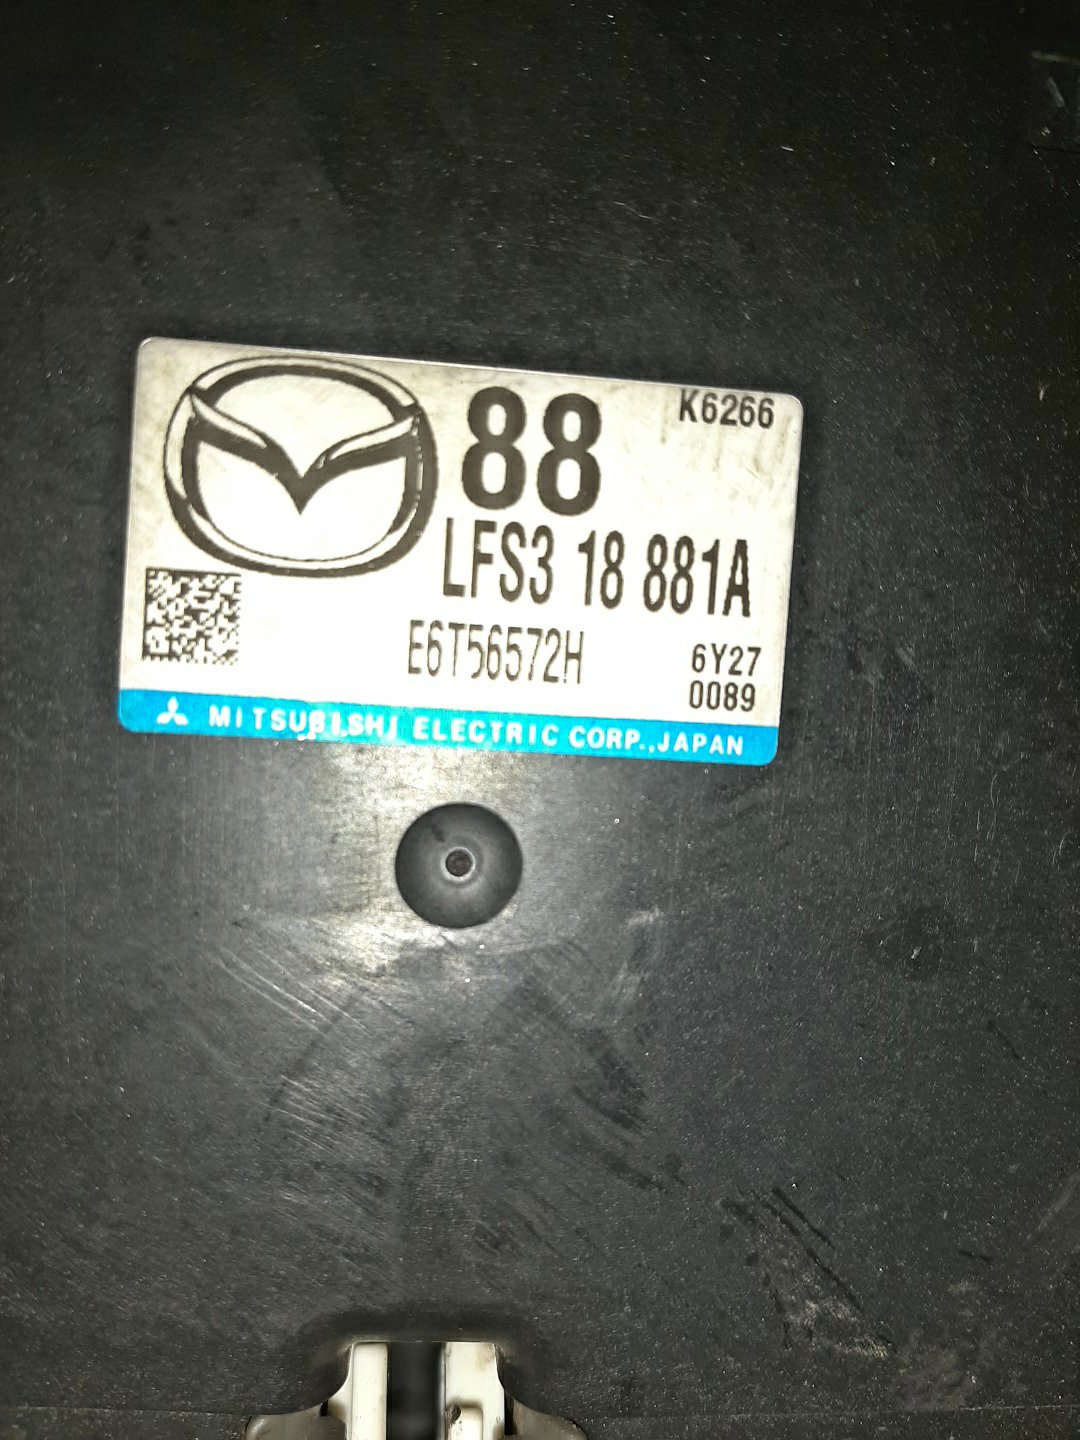 88
K6266
LFS3 18 881A
E6T56572H
6Y27
0089
MITSUBISHI ELECTRIC CORP., JAPAN